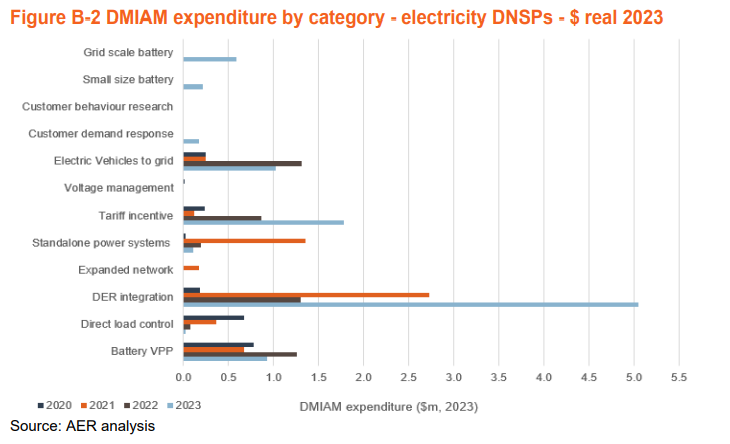 Figure B-2 DMIAM expenditure by category - electricity DNSPs - $ real 2023
Grid scale battery
Small size battery
Customer behaviour research
Customer demand response
Electric Vehicles to grid
Voltage management
Tariff incentive
Standalone power systems
Expanded network
DER integration
Direct load control
Battery VPP
0.0 0.5 1.0 1.5 2.0 2.5 3.0 3.5 4.0 4.5 5.0 5.5
2020 2021 2022 2023 DMIAM expenditure ($m, 2023)
Source: AER analysis